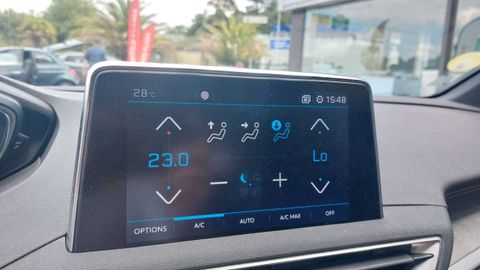 28°C 15:48
23.0 Lo
OPTIONS A/C AUTO A/C MAX OFF